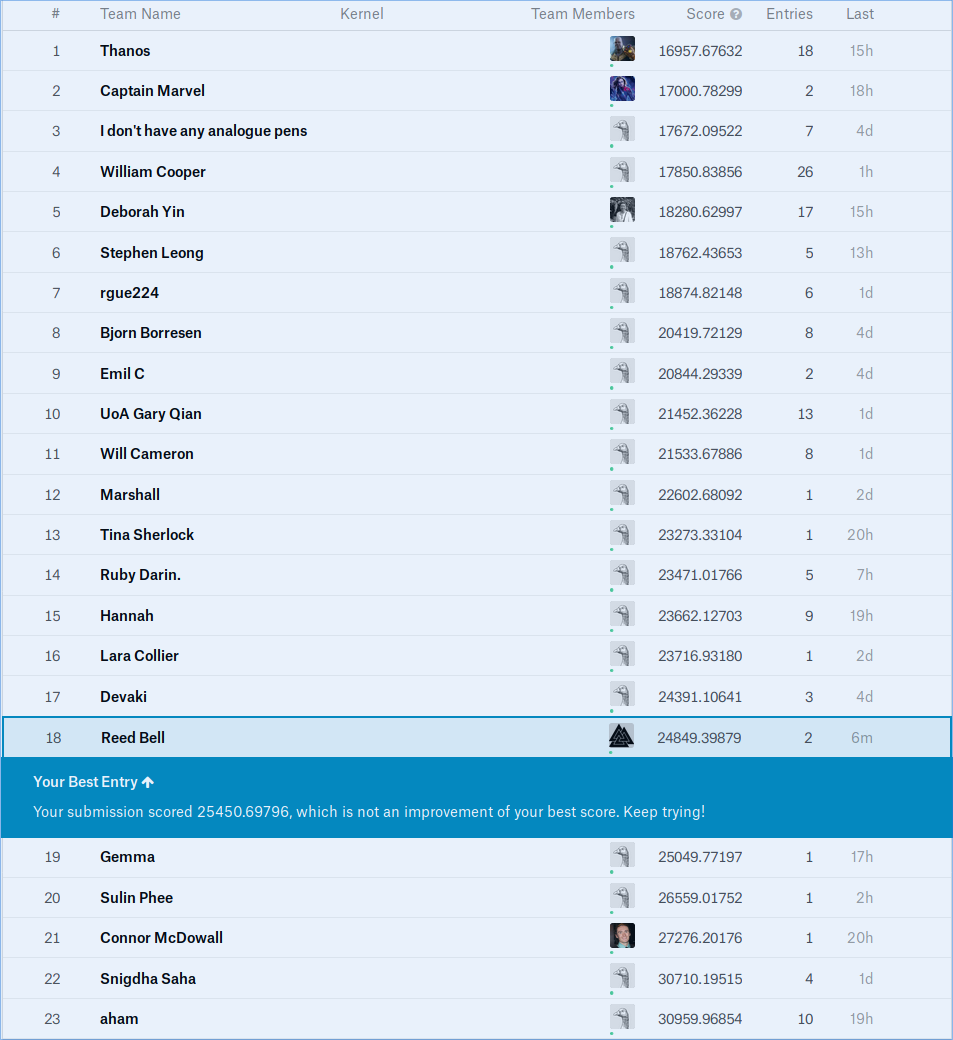 # Team Name Kernel Team Members Score ? Entries Last
1 Thanos 16957.67632 18 15h
2 Captain Marvel 17000.78299 2 18h
3 I don't have any analogue pens 17672.09522 7 4d
4 William Cooper 17850.83856 26 1h
5 Deborah Yin 18280.62997 17 15h
6 Stephen Leong 18762.43653 5 13h
7 rgue224 18874.82148 6 1d
8 Bjorn Borresen 20419.72129 8 4d
9 Emil C 20844.29339 2 4d
10 UoA Gary Qian 21452.36228 13 1d
11 Will Cameron 21533.67886 8 1d
12 Marshall 22602.68092 1 2d
13 Tina Sherlock 23273.33104 1 20h
14 Ruby Darin. 23471.01766 5 7h
15 Hannah 23662.12703 9 19h
16 Lara Collier 23716.93180 1 2d
17 Devaki 24391.10641 3 4d
18 Reed Bell 24849.39879 2 6m
Your Best Entry ↑
Your submission scored 25450.69796, which is not an improvement of your best score. Keep trying!
19 Gemma 25049.77197 1 17h
20 Sulin Phee 26559.01752 1 2h
21 Connor McDowall 27276.20176 1 20h
22 Snigdha Saha 30710.19515 4 1d
23 aham 30959.96854 10 19h